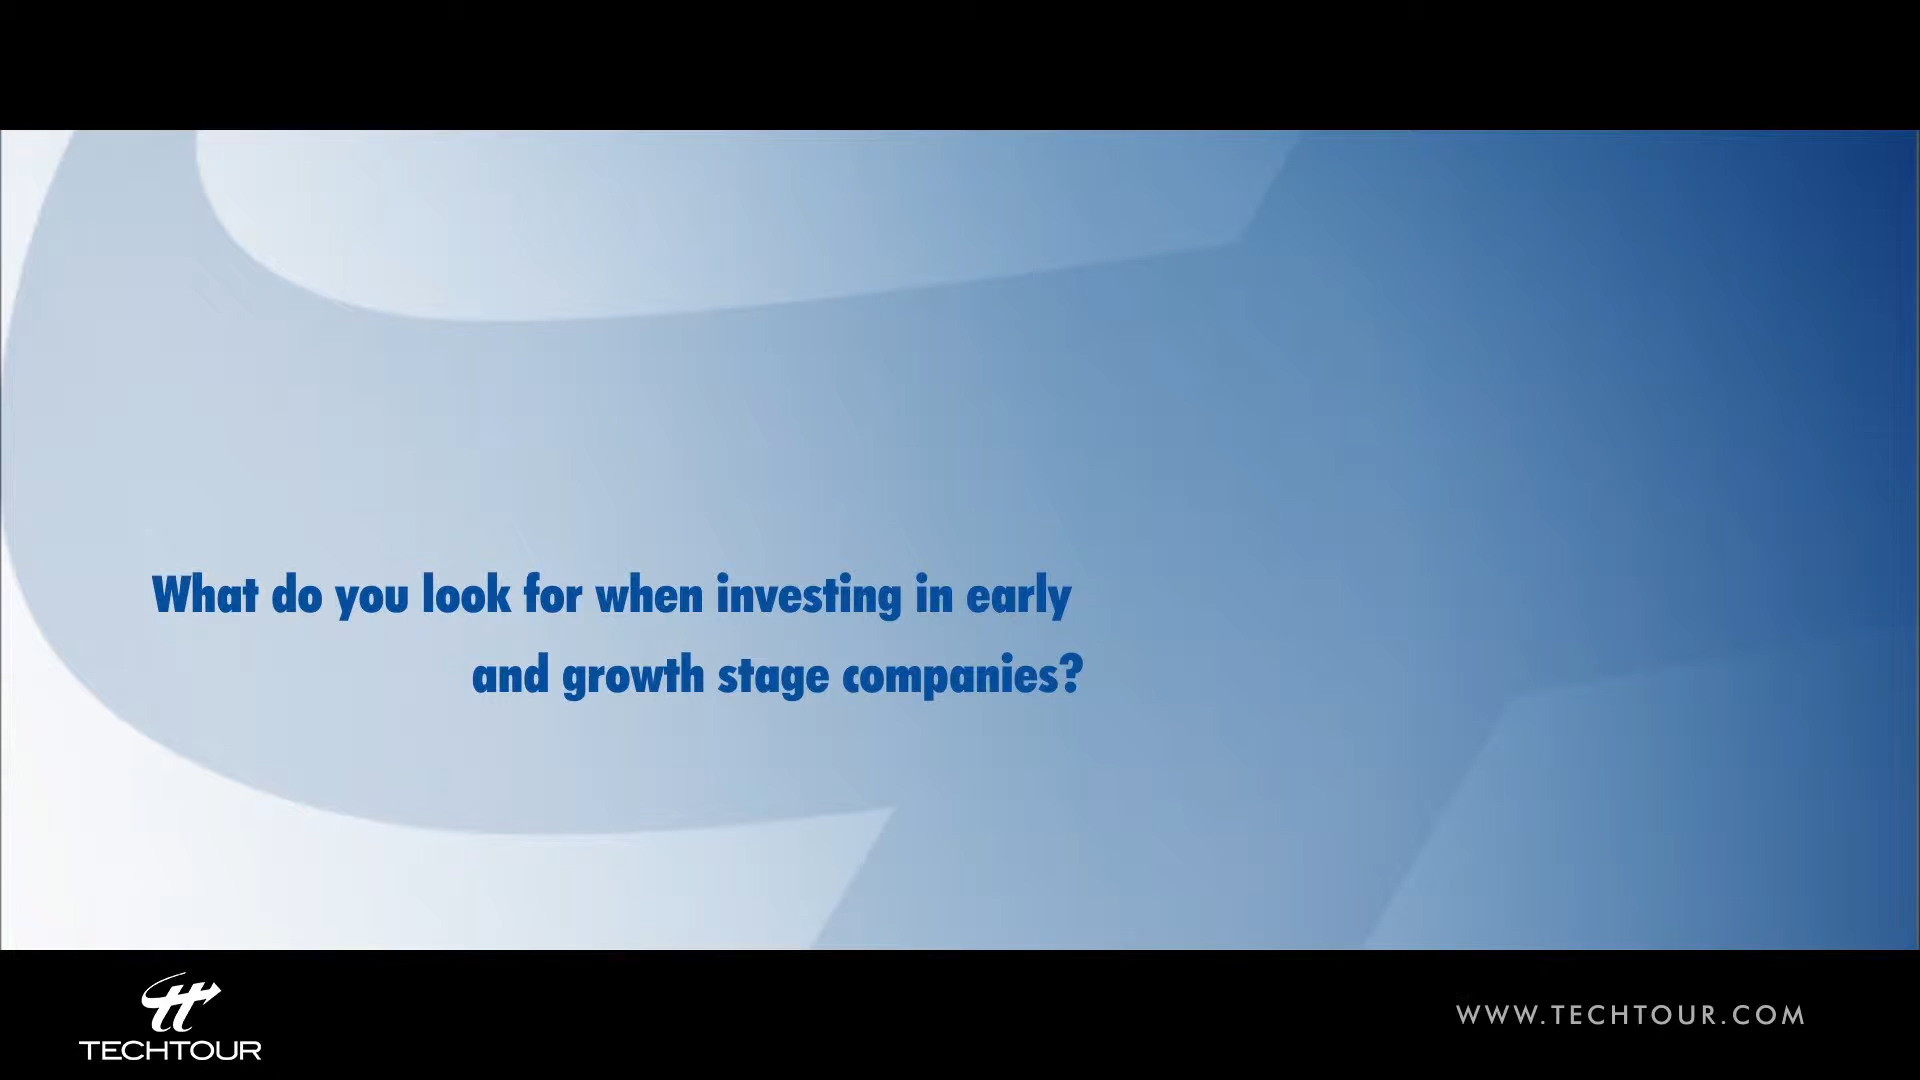 What do you look for when investing in early
and growth stage companies?
TECHTOUR
WWW.TECHTOUR.COM